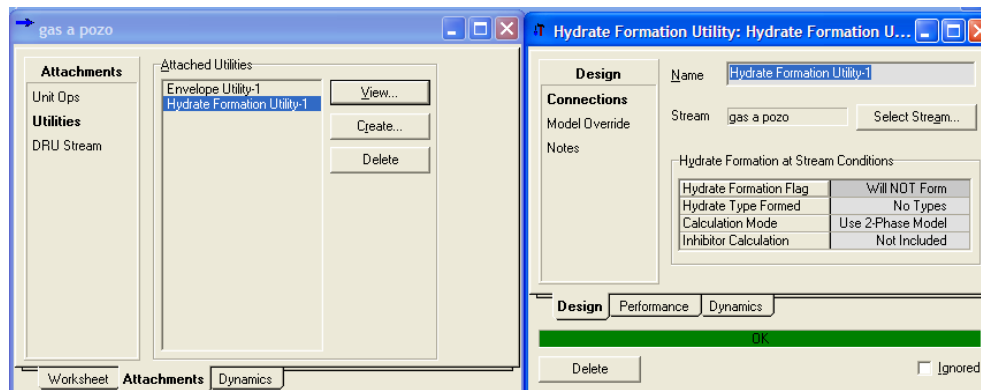 gas a pozo
Attachments
Unit Ops
Utilities
DRU Stream
Attached Utilities
Envelope Utility-1
Hydrate Formation Utility-1
View...
Create...
Delete
Worksheet Attachments Dynamics
Hydrate Formation Utility: Hydrate Formation U...
Design
Connections
Model Override
Notes
Name Hydrate Formation Utility-1
Stream gas a pozo Select Stream...
Hydrate Formation at Stream Conditions
Hydrate Formation Flag Will NOT Form
Hydrate Type Formed No Types
Calculation Mode Use 2-Phase Model
Inhibitor Calculation Not Included
Design Performance Dynamics
OK
Delete Ignored